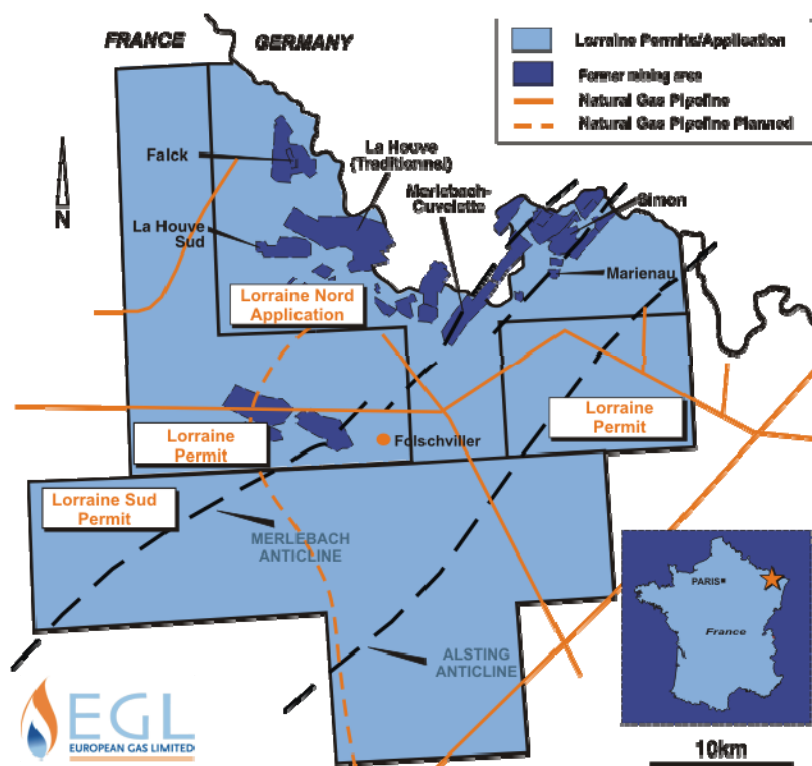 FRANCE
GERMANY
Lorraine Permits/Application
Former mining area
Natural Gas Pipeline
Natural Gas Pipeline Planned
N
Falck
La Houve
(Traditionnel)
Merlebach-
Cuvelette
Simon
La Houve
Sud
Marienau
Lorraine Nord
Application
Lorraine
Permit
Folschviller
Lorraine
Permit
Lorraine Sud
Permit
MERLEBACH
ANTICLINE
ALSTING
ANTICLINE
PARIS
France
EGL
EUROPEAN GAS LIMITED
10km